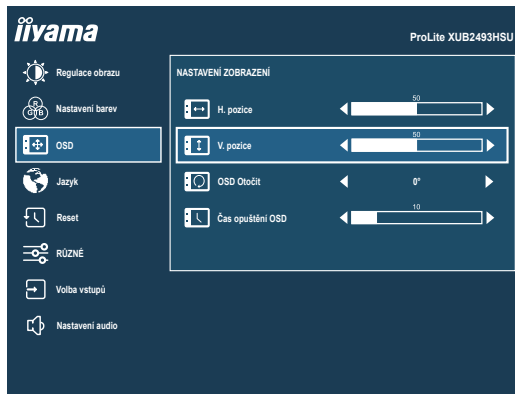 iiyama
ProLite XUB2493HSU
Regulace obrazu
Nastavení barev
R
G B
OSD
Jazyk
Reset
RŮZNÉ
Volba vstupů
Nastavení audio
NASTAVENÍ ZOBRAZENÍ
H. pozice
50
V. pozice
50
OSD Otočit
0°
Čas opuštění OSD
10